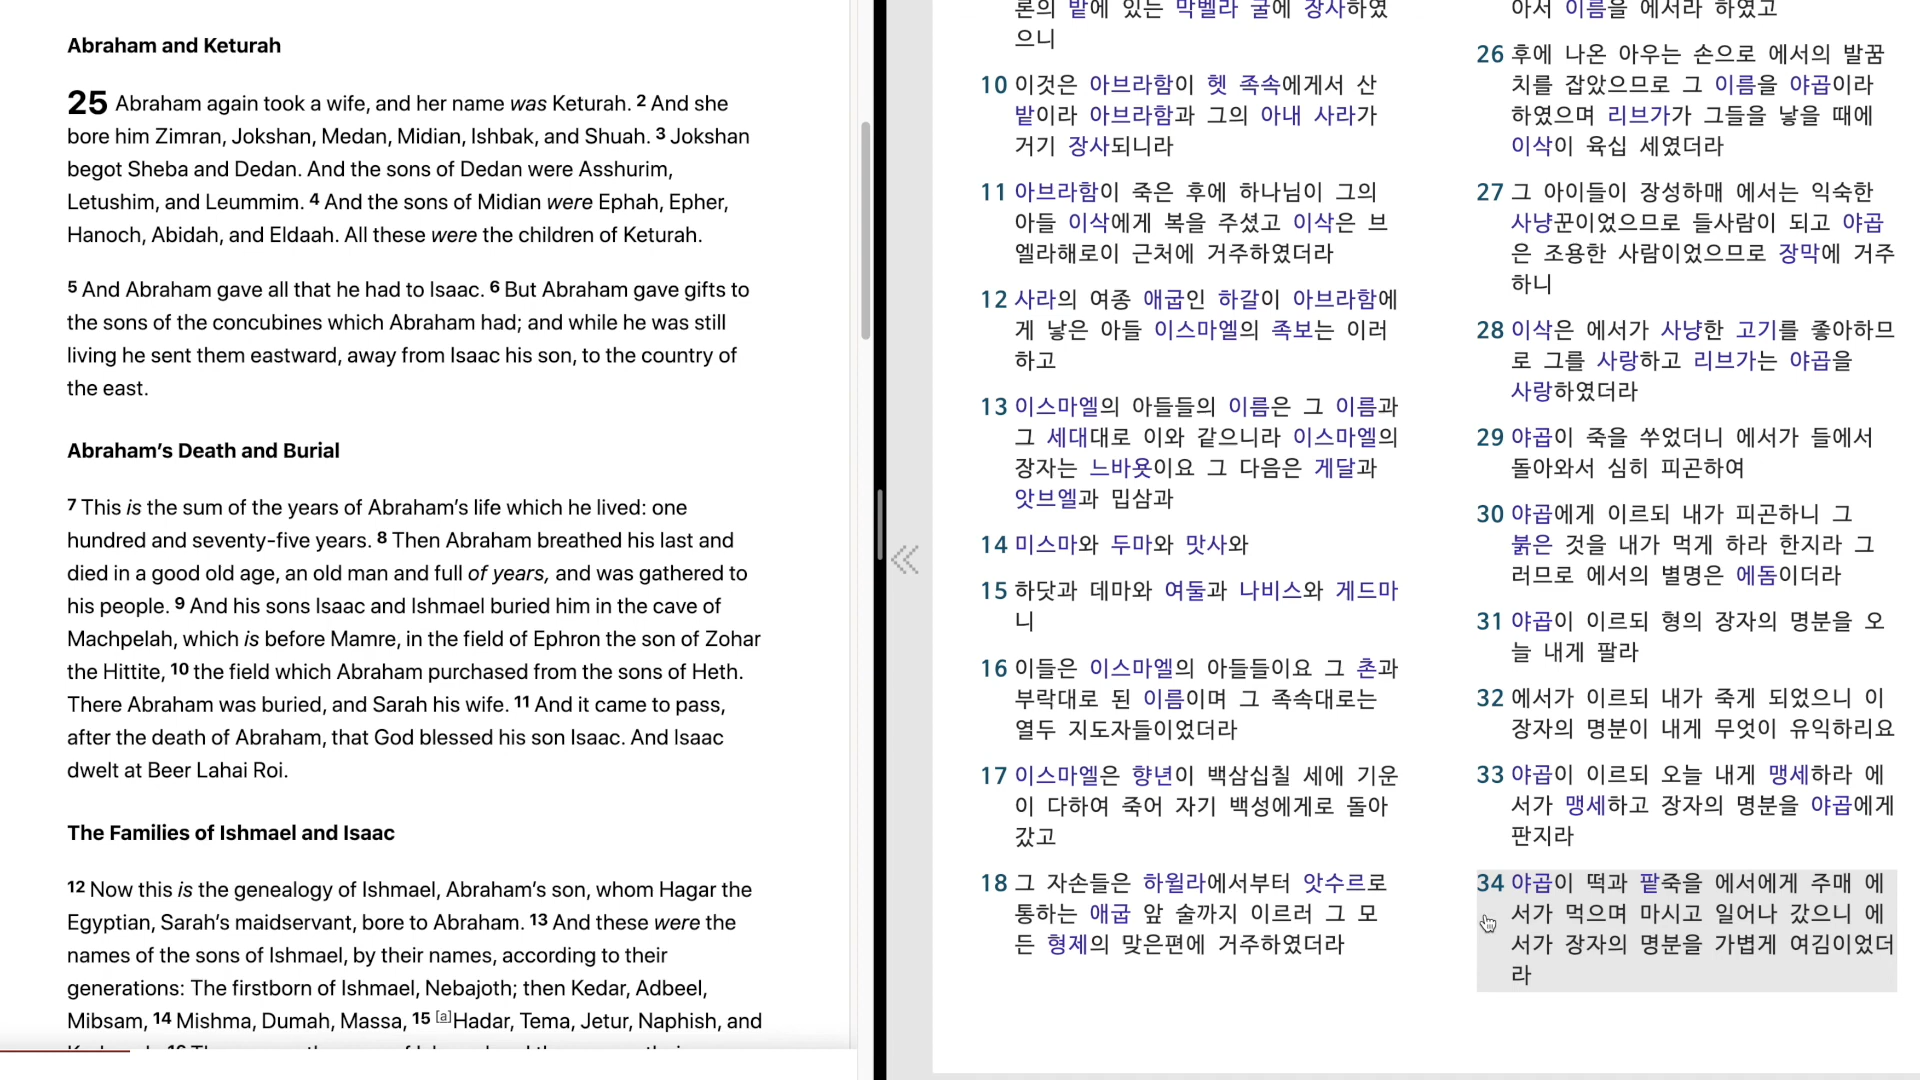 Abraham and Keturah
25 Abraham again took a wife, and her name was Keturah. 2 And she
bore him Zimran, Jokshan, Medan, Midian, Ishbak, and Shuah. 3 Jokshan
begot Sheba and Dedan. And the sons of Dedan were Asshurim,
Letushim, and Leummim. 4 And the sons of Midian were Ephah, Epher,
Hanoch, Abidah, and Eldaah. All these were the children of Keturah.
5 And Abraham gave all that he had to Isaac. 6 But Abraham gave gifts to
the sons of the concubines which Abraham had; and while he was still
living he sent them eastward, away from Isaac his son, to the country of
the east.
Abraham’s Death and Burial
7 This is the sum of the years of Abraham’s life which he lived: one
hundred and seventy-five years. 8 Then Abraham breathed his last and
died in a good old age, an old man and full of years, and was gathered to
his people. 9 And his sons Isaac and Ishmael buried him in the cave of
Machpelah, which is before Mamre, in the field of Ephron the son of Zohar
the Hittite, 10 the field which Abraham purchased from the sons of Heth.
There Abraham was buried, and Sarah his wife. 11 And it came to pass,
after the death of Abraham, that God blessed his son Isaac. And Isaac
dwelt at Beer Lahai Roi.
The Families of Ishmael and Isaac
12 Now this is the genealogy of Ishmael, Abraham’s son, whom Hagar the
Egyptian, Sarah’s maidservant, bore to Abraham. 13 And these were the
names of the sons of Ishmael, by their names, according to their
generations: The firstborn of Ishmael, Nebajoth; then Kedar, Adbeel,
Mibsam, 14 Mishma, Dumah, Massa, 15 [a]Hadar, Tema, Jetur, Naphish, and
론의 밭에 있는 막벨라 굴에 장사하였
으니
10 이것은 아브라함이 헷 족속에게서 산
밭이라 아브라함과 그의 아내 사라가
거기 장사되니라
11 아브라함이 죽은 후에 하나님이 그의
아들 이삭에게 복을 주셨고 이삭은 브
엘라해로이 근처에 거주하였더라
12 사라의 여종 애굽인 하갈이 아브라함에
게 낳은 아들 이스마엘의 족보는 이러
하고
13 이스마엘의 아들들의 이름은 그 이름과
그 세대대로 이와 같으니라 이스마엘의
장자는 느바욧이요 그 다음은 게달과
앗브엘과 밉삼과
14 미스마와 두마와 맛사와
15 하닷과 데마와 여둘과 나비스와 게드마
니
16 이들은 이스마엘의 아들들이요 그 촌과
부락대로 된 이름이며 그 족속대로는
열두 지도자들이었더라
17 이스마엘은 향년이 백삼십칠 세에 기운
이 다하여 죽어 자기 백성에게로 돌아
갔고
18 그 자손들은 하윌라에서부터 앗수르로
통하는 애굽 앞 술까지 이르러 그 모
든 형제의 맞은편에 거주하였더라
아서 이름을 에서라 하였고
26 후에 나온 아우는 손으로 에서의 발꿈
치를 잡았으므로 그 이름을 야곱이라
하였으며 리브가가 그들을 낳을 때에
이삭이 육십 세였더라
27 그 아이들이 장성하매 에서는 익숙한
사냥꾼이었으므로 들사람이 되고 야곱
은 조용한 사람이었으므로 장막에 거주
하니
28 이삭은 에서가 사냥한 고기를 좋아하므
로 그를 사랑하고 리브가는 야곱을
사랑하였더라
29 야곱이 죽을 쑤었더니 에서가 들에서
돌아와서 심히 피곤하여
30 야곱에게 이르되 내가 피곤하니 그
붉은 것을 내가 먹게 하라 한지라 그
러므로 에서의 별명은 에돔이더라
31 야곱이 이르되 형의 장자의 명분을 오
늘 내게 팔라
32 에서가 이르되 내가 죽게 되었으니 이
장자의 명분이 내게 무엇이 유익하리요
33 야곱이 이르되 오늘 내게 맹세하라 에
서가 맹세하고 장자의 명분을 야곱에게
판지라
34 야곱이 떡과 팥죽을 에서에게 주매 에
서가 먹으며 마시고 일어나 갔으니 에
서가 장자의 명분을 가볍게 여김이었더
라